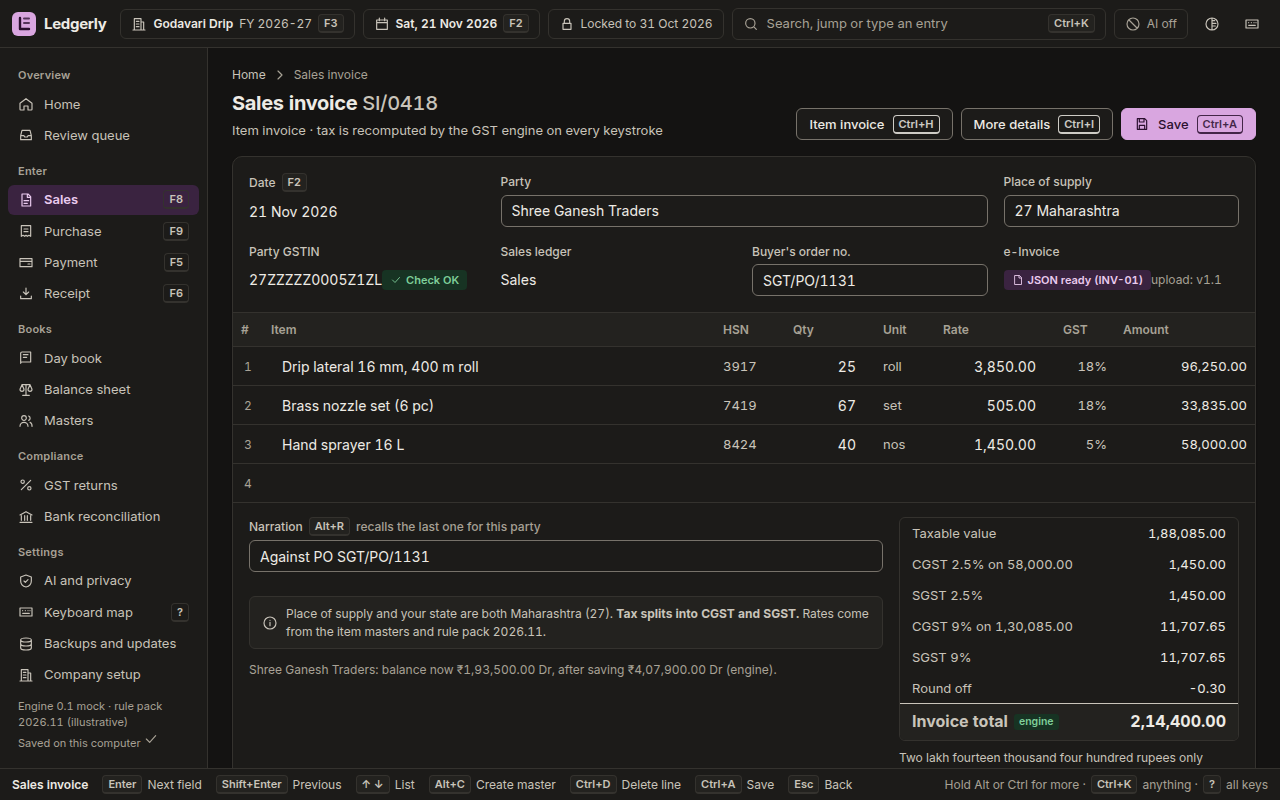 Ledgerly
Godavari Drip FY 2026-27 F3
Sat, 21 Nov 2026 F2
Locked to 31 Oct 2026
Search, jump or type an entry Ctrl+K
AI off
Overview
Home
Review queue
Enter
Sales F8
Purchase F9
Payment F5
Receipt F6
Books
Day book
Balance sheet
Masters
Compliance
GST returns
Bank reconciliation
Settings
AI and privacy
Keyboard map ?
Backups and updates
Company setup
Engine 0.1 mock · rule pack
2026.11 (illustrative)
Saved on this computer
Home > Sales invoice
Sales invoice SI/0418
Item invoice · tax is recomputed by the GST engine on every keystroke
Item invoice Ctrl+H
More details Ctrl+I
Save Ctrl+A
Date F2
21 Nov 2026
Party
Shree Ganesh Traders
Place of supply
27 Maharashtra
Party GSTIN
27ZZZZZ0005Z1ZL Check OK
Sales ledger
Sales
Buyer's order no.
SGT/PO/1131
e-Invoice
JSON ready (INV-01) upload: v1.1
# Item HSN Qty Unit Rate GST Amount
1 Drip lateral 16 mm, 400 m roll 3917 25 roll 3,850.00 18% 96,250.00
2 Brass nozzle set (6 pc) 7419 67 set 505.00 18% 33,835.00
3 Hand sprayer 16 L 8424 40 nos 1,450.00 5% 58,000.00
4
Narration Alt+R recalls the last one for this party
Against PO SGT/PO/1131
Place of supply and your state are both Maharashtra (27). Tax splits into CGST and SGST. Rates come
from the item masters and rule pack 2026.11.
Shree Ganesh Traders: balance now ₹1,93,500.00 Dr, after saving ₹4,07,900.00 Dr (engine).
Taxable value 1,88,085.00
CGST 2.5% on 58,000.00 1,450.00
SGST 2.5% 1,450.00
CGST 9% on 1,30,085.00 11,707.65
SGST 9% 11,707.65
Round off -0.30
Invoice total engine 2,14,400.00
Two lakh fourteen thousand four hundred rupees only
Sales invoice Enter Next field Shift+Enter Previous ↑↓ List Alt+C Create master Ctrl+D Delete line Ctrl+A Save Esc Back Hold Alt or Ctrl for more · Ctrl+K anything · ? all keys